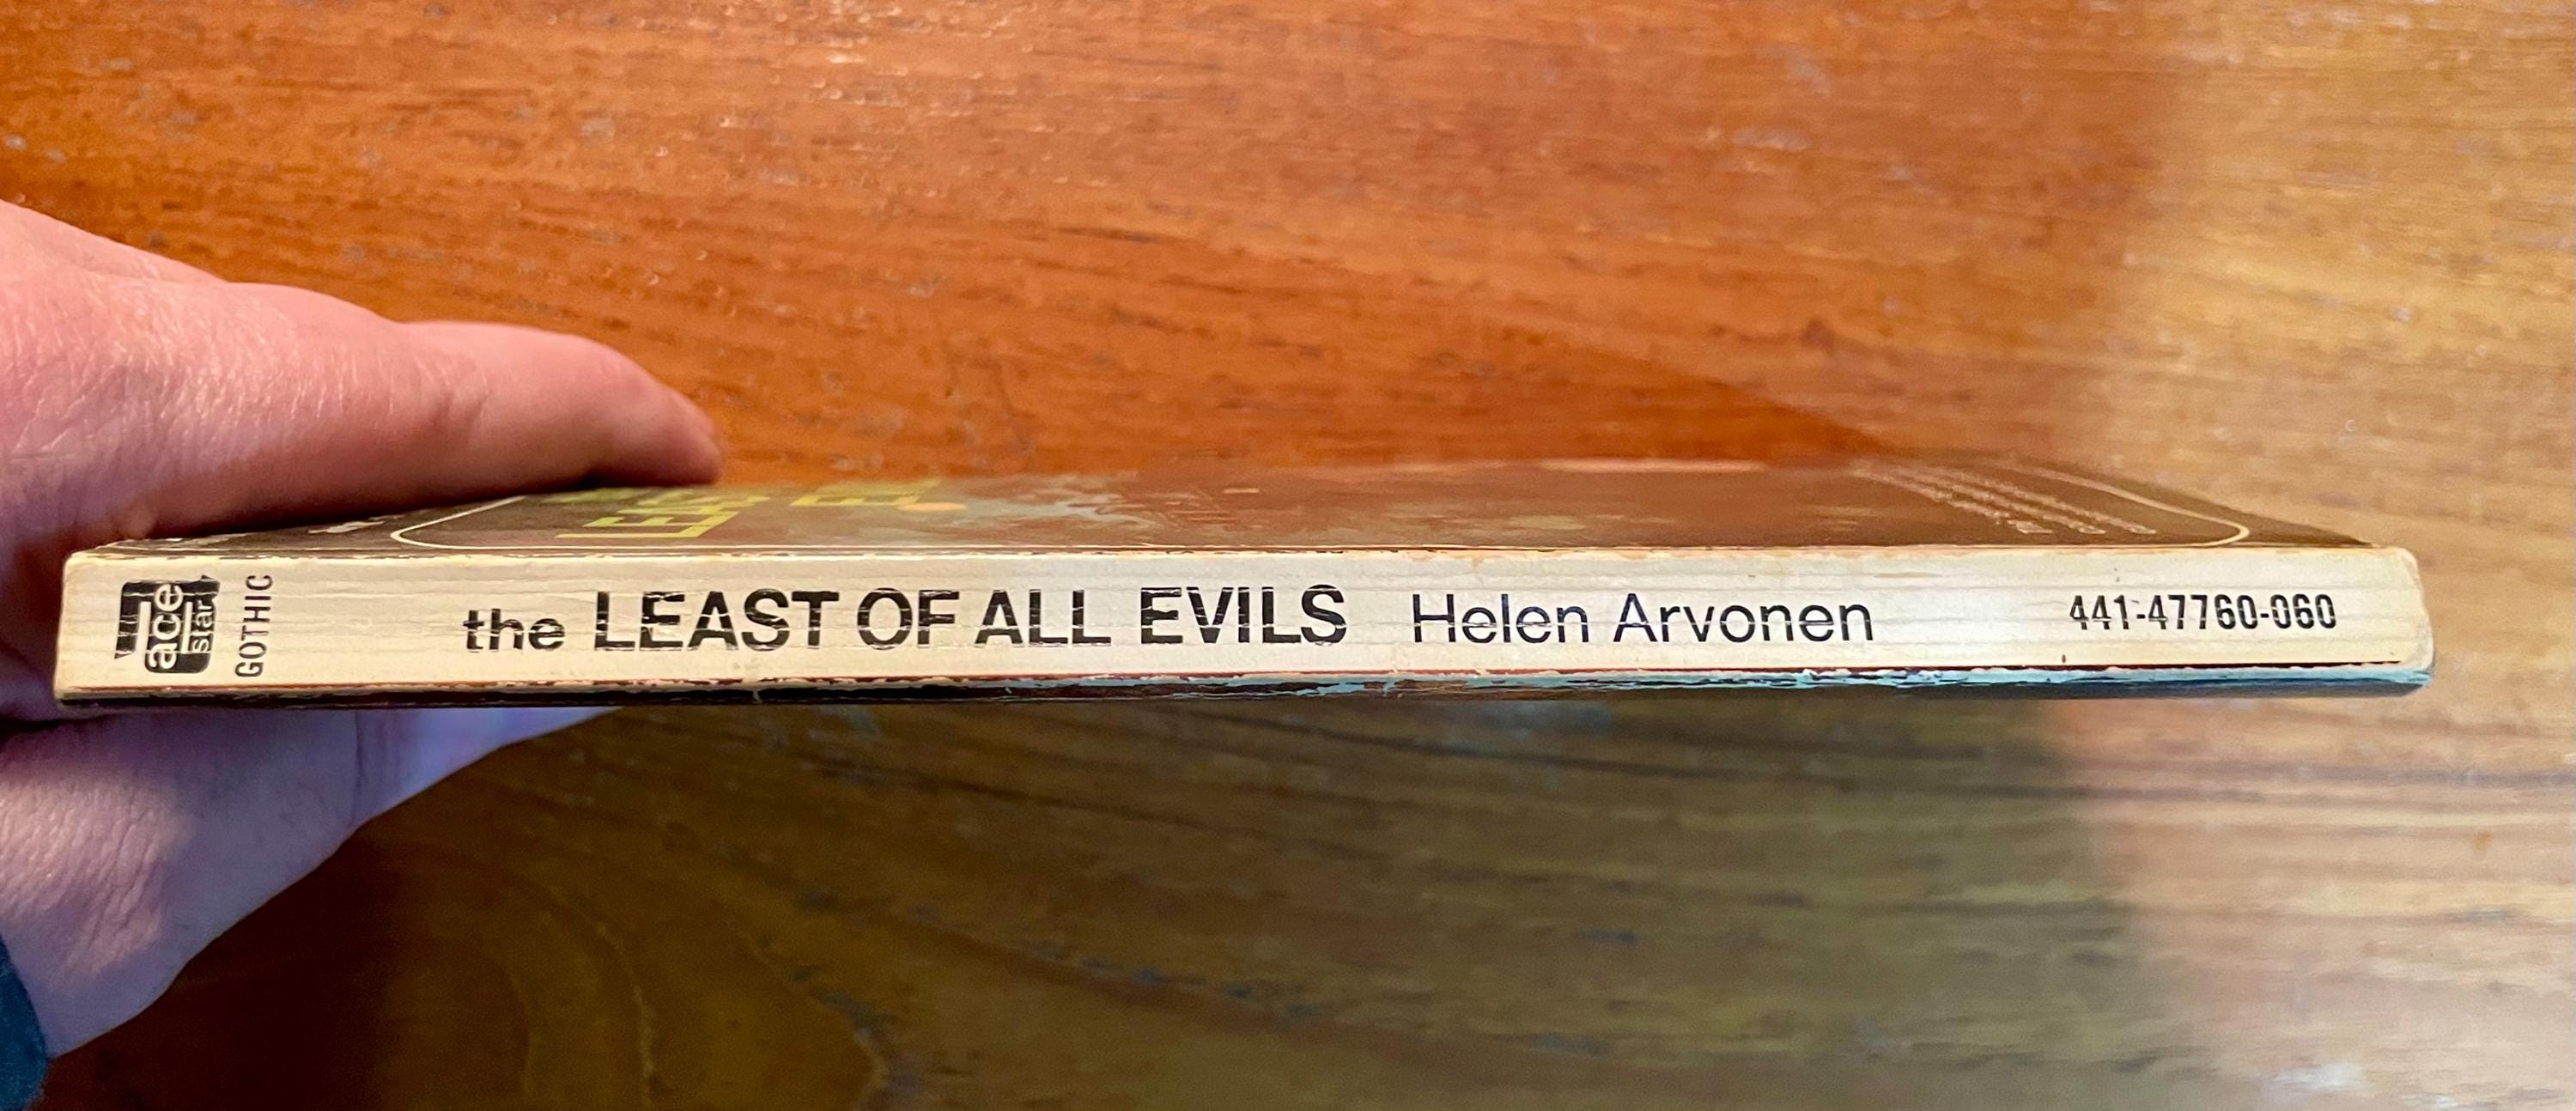 ace
star
GOTHIC
the LEAST OF ALL EVILS Helen Arvonen 441-47760-060